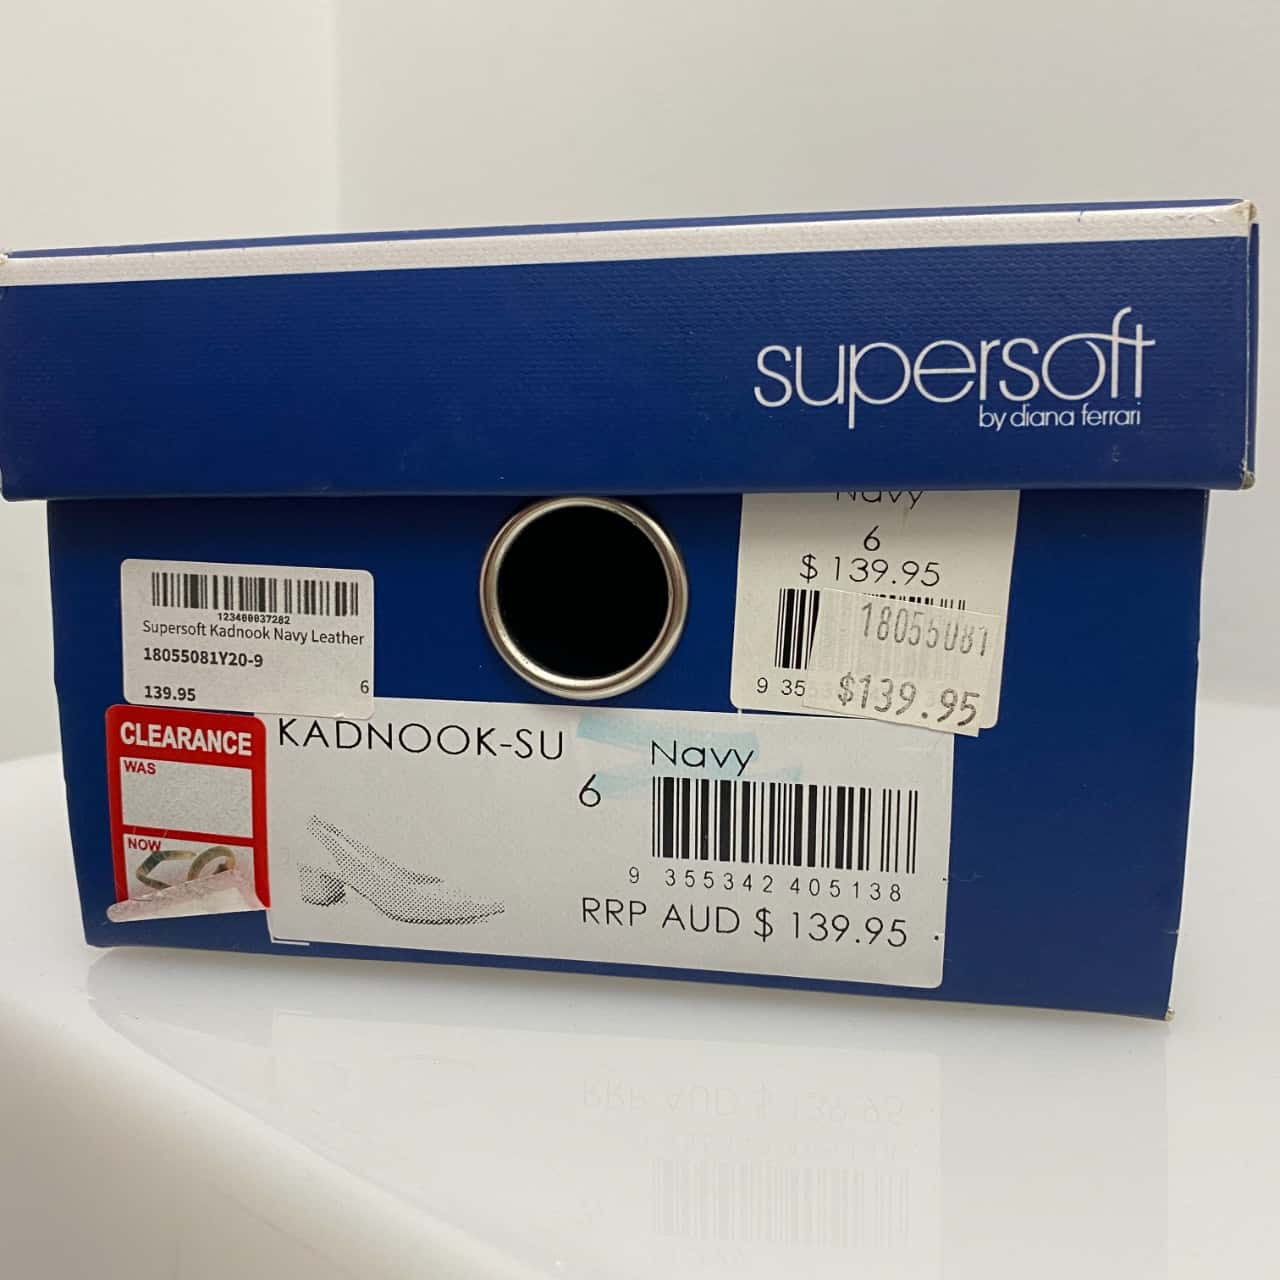 supersoft
by diana ferrari
Navy
6
$ 139.95
18055081
9 35
$139.95
123400037282
Supersoft Kadnook Navy Leather
18055081Y20-9
139.95 6
CLEARANCE
WAS
NOW
KADNOOK-SU
6 Navy
9 355342 405138
RRP AUD $ 139.95